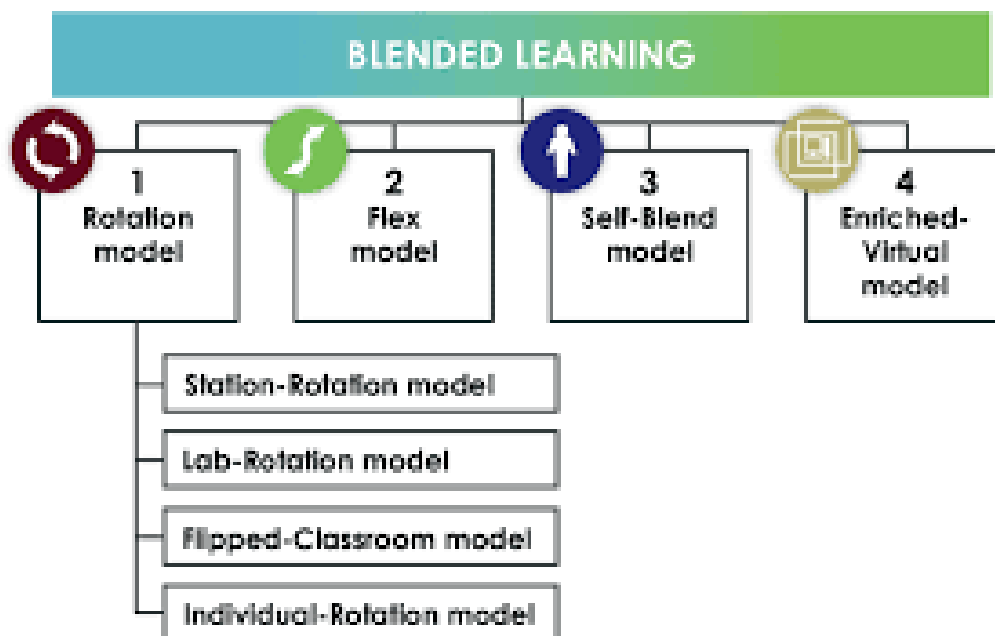 BLENDED LEARNING
1
Rotation
model
2
Flex
model
3
Self-Blend
model
4
Enriched-
Virtual
model
Station-Rotation model
Lab-Rotation model
Flipped-Classroom model
Individual-Rotation model